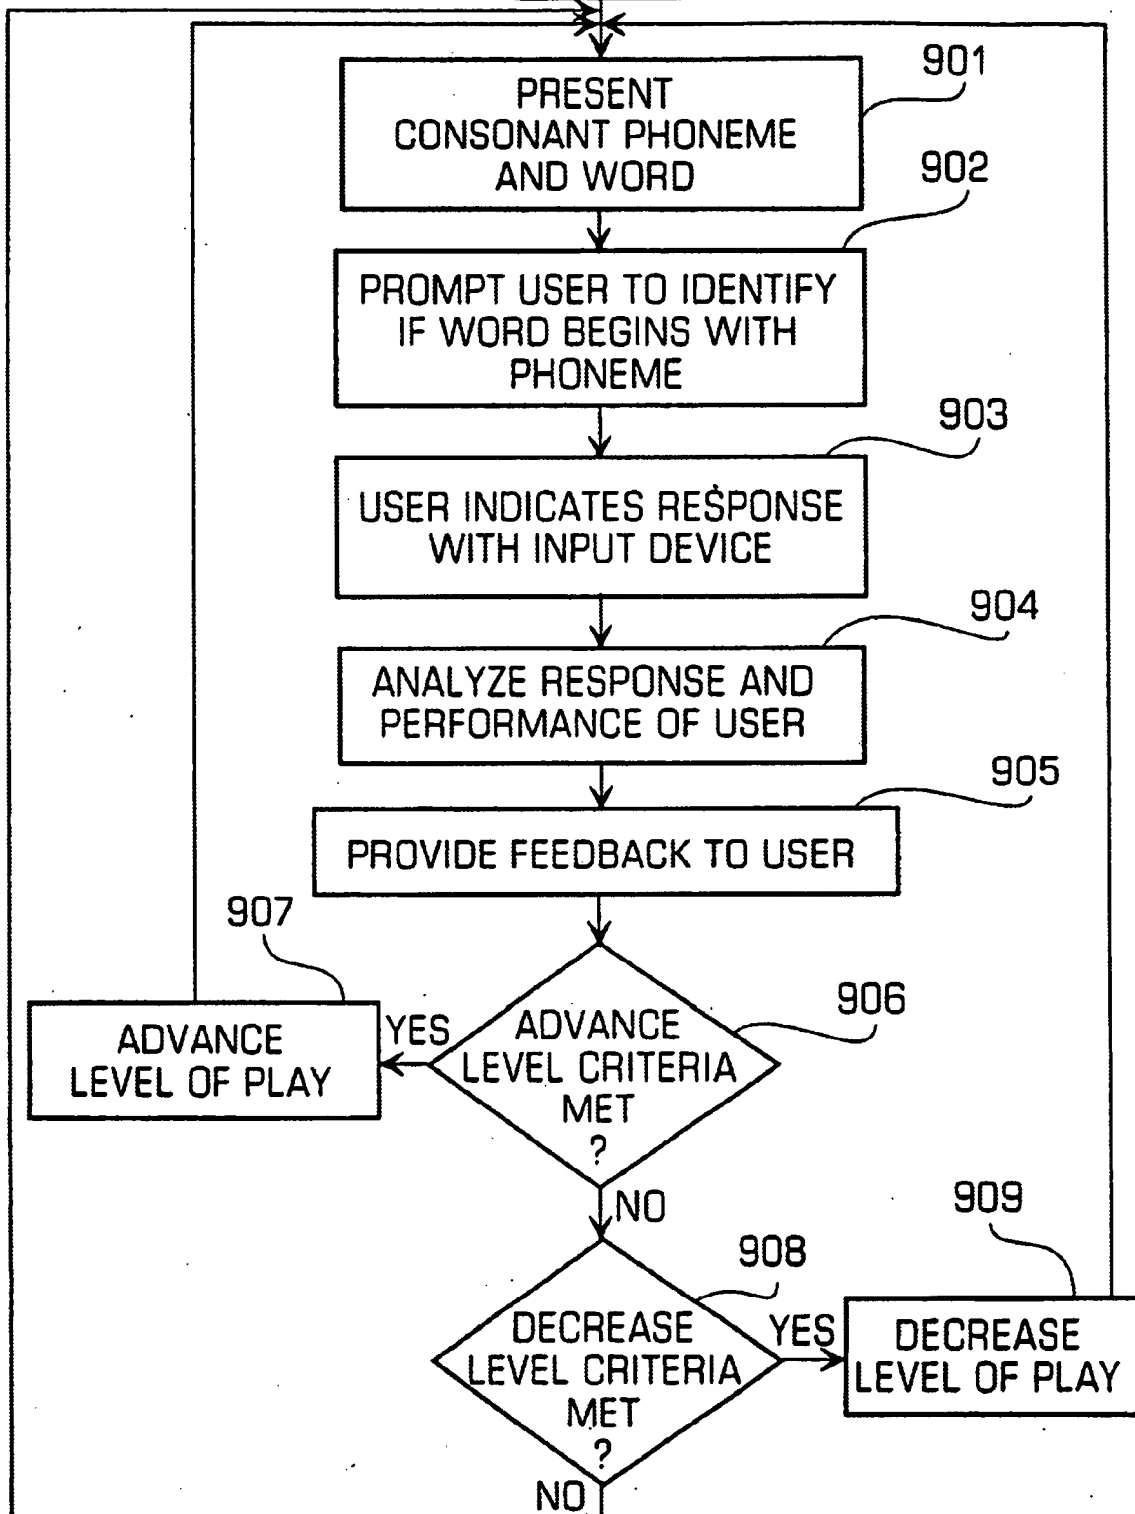 901
PRESENT
CONSONANT PHONEME
AND WORD
902
PROMPT USER TO IDENTIFY
IF WORD BEGINS WITH
PHONEME
903
USER INDICATES RESPONSE
WITH INPUT DEVICE
904
ANALYZE RESPONSE AND
PERFORMANCE OF USER
905
PROVIDE FEEDBACK TO USER
907
906
ADVANCE
LEVEL OF PLAY
YES
ADVANCE
LEVEL CRITERIA
MET
?
NO
908
909
DECREASE
LEVEL CRITERIA
MET
?
YES
DECREASE
LEVEL OF PLAY
NO